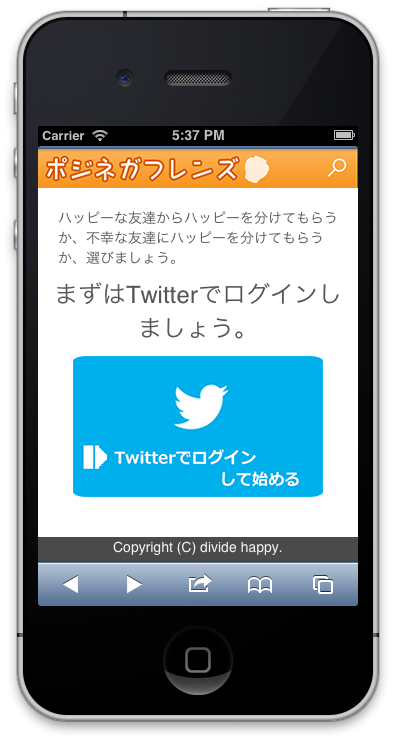 Carrier 5:37 PM
ポジネガフレンズ
ハッピーな友達からハッピーを分けてもらう
か、不幸な友達にハッピーを分けてもらう
か、選びましょう。
まずはTwitterでログインし
ましょう。
Twitterでログイン
して始める
Copyright (C) divide happy.